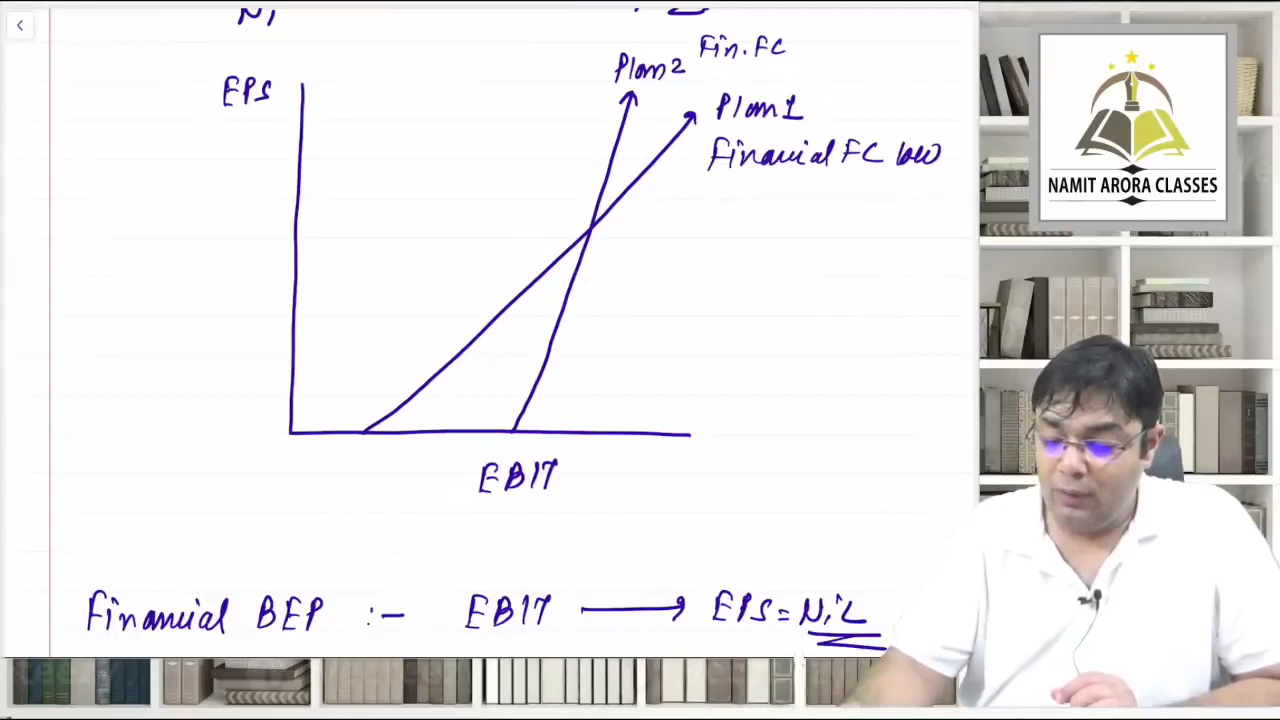 Fin. FC
Plan 2
EPS
Plan 1
Financial FC low
NAMIT ARORA CLASSES
EBIT
Financial BEP :- EBIT → EPS = NiL